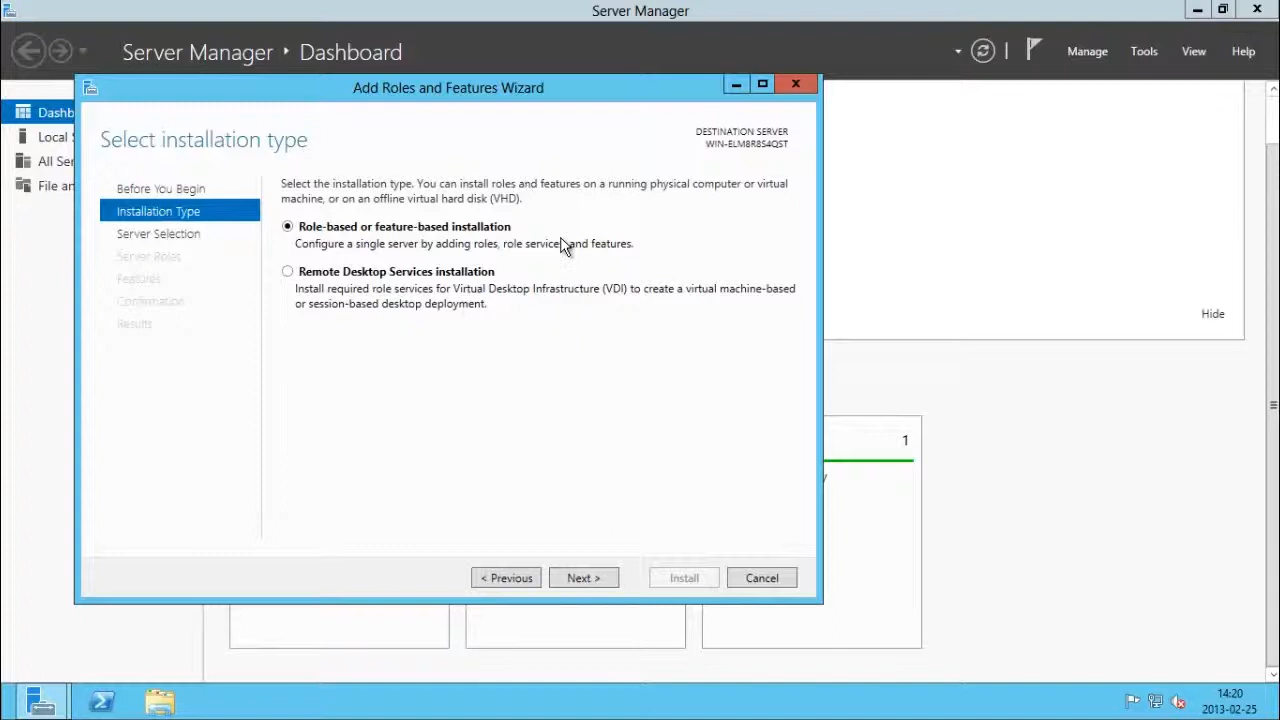 Server Manager
Server Manager • Dashboard
Manage Tools View Help
Add Roles and Features Wizard
Dashb
Local S
All Ser
File an
Select installation type
DESTINATION SERVER
WIN-ELM8R8S4QST
Before You Begin
Installation Type
Server Selection
Server Roles
Features
Confirmation
Results
Select the installation type. You can install roles and features on a running physical computer or virtual
machine, or on an offline virtual hard disk (VHD).
Role-based or feature-based installation
Configure a single server by adding roles, role services, and features.
Remote Desktop Services installation
Install required role services for Virtual Desktop Infrastructure (VDI) to create a virtual machine-based
or session-based desktop deployment.
Hide
1
y
< Previous
Next >
Install
Cancel
14:20
2013-02-25